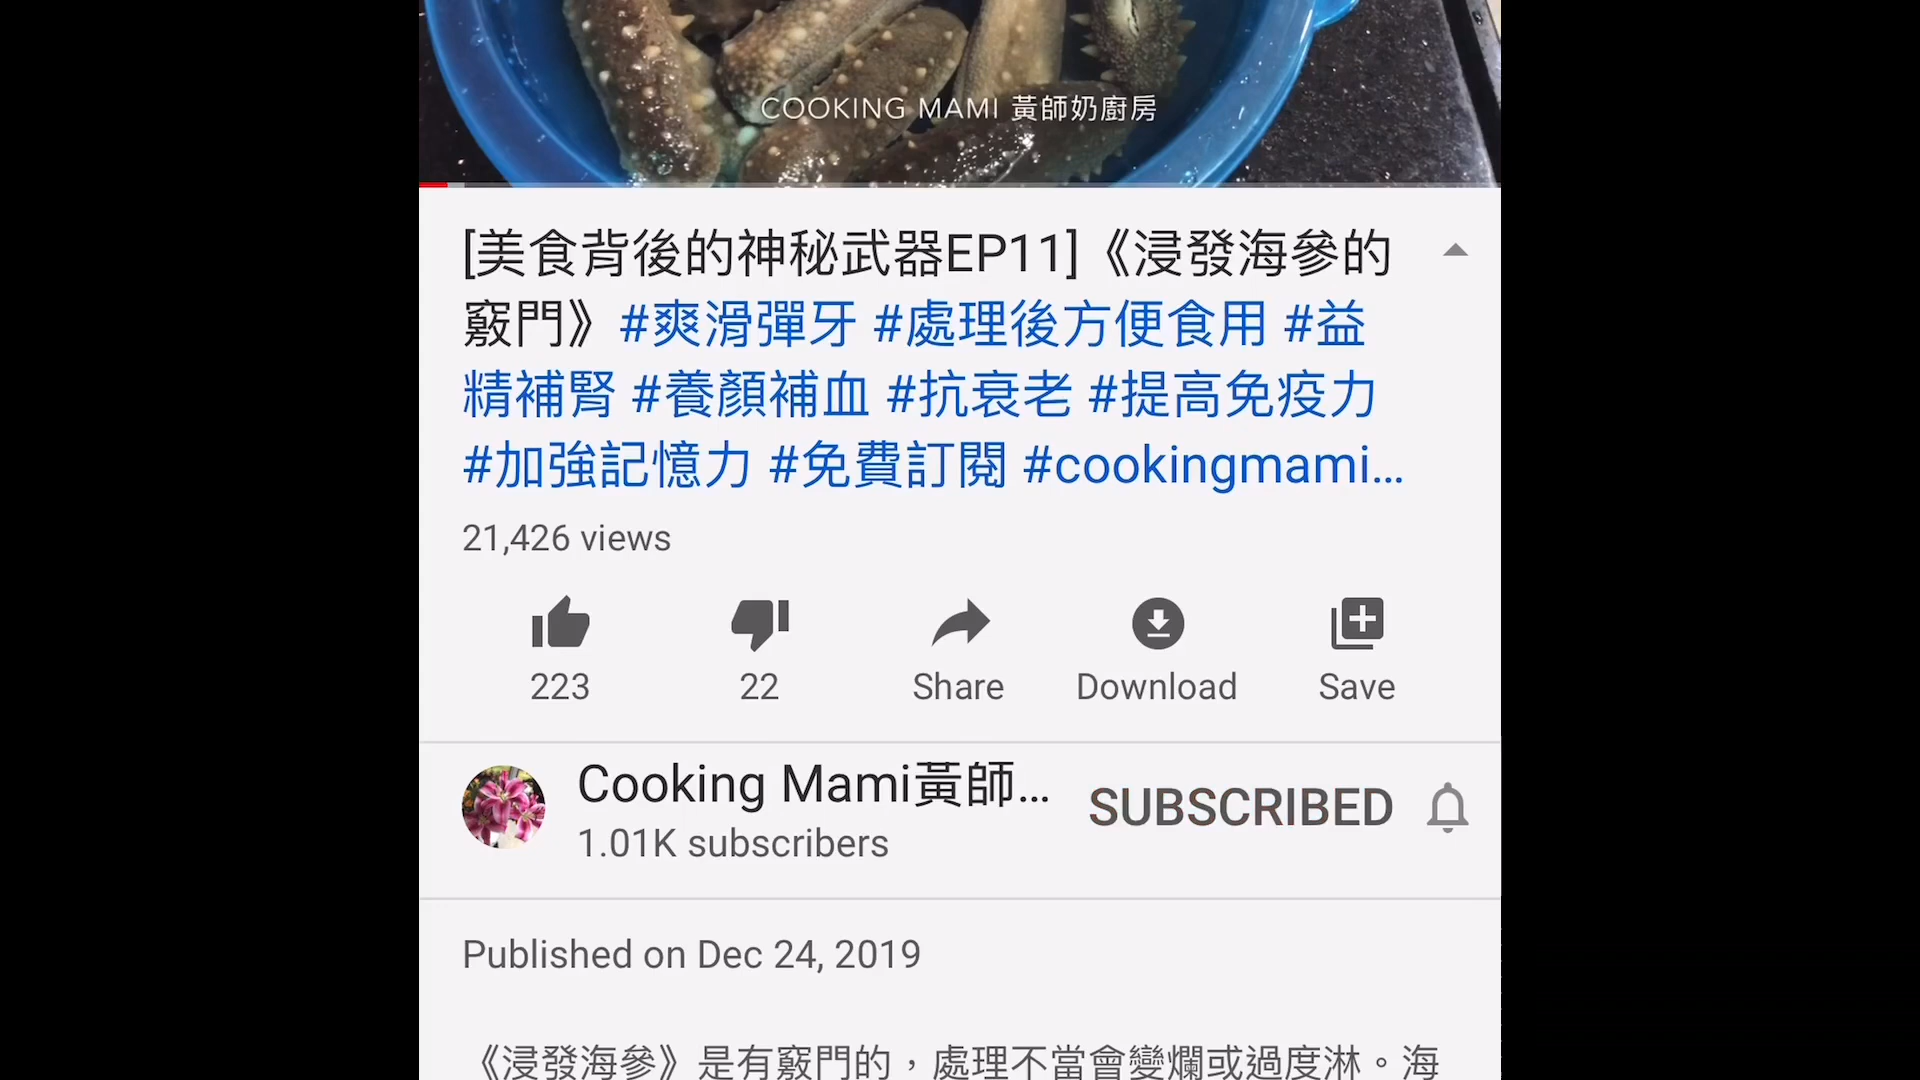 COOKING MAMI 黃師奶廚房
[美食背後的神秘武器EP11]《浸發海參的
竅門》#爽滑彈牙 #處理後方便食用 #益
精補腎 #養顏補血 #抗衰老 #提高免疫力
#加強記憶力 #免費訂閱 #cookingmami...
21,426 views
223 22 Share Download Save
Cooking Mami黃師...
SUBSCRIBED
1.01K subscribers
Published on Dec 24, 2019
《浸發海參》是有竅門的，處理不當會變爛或過度淋。海